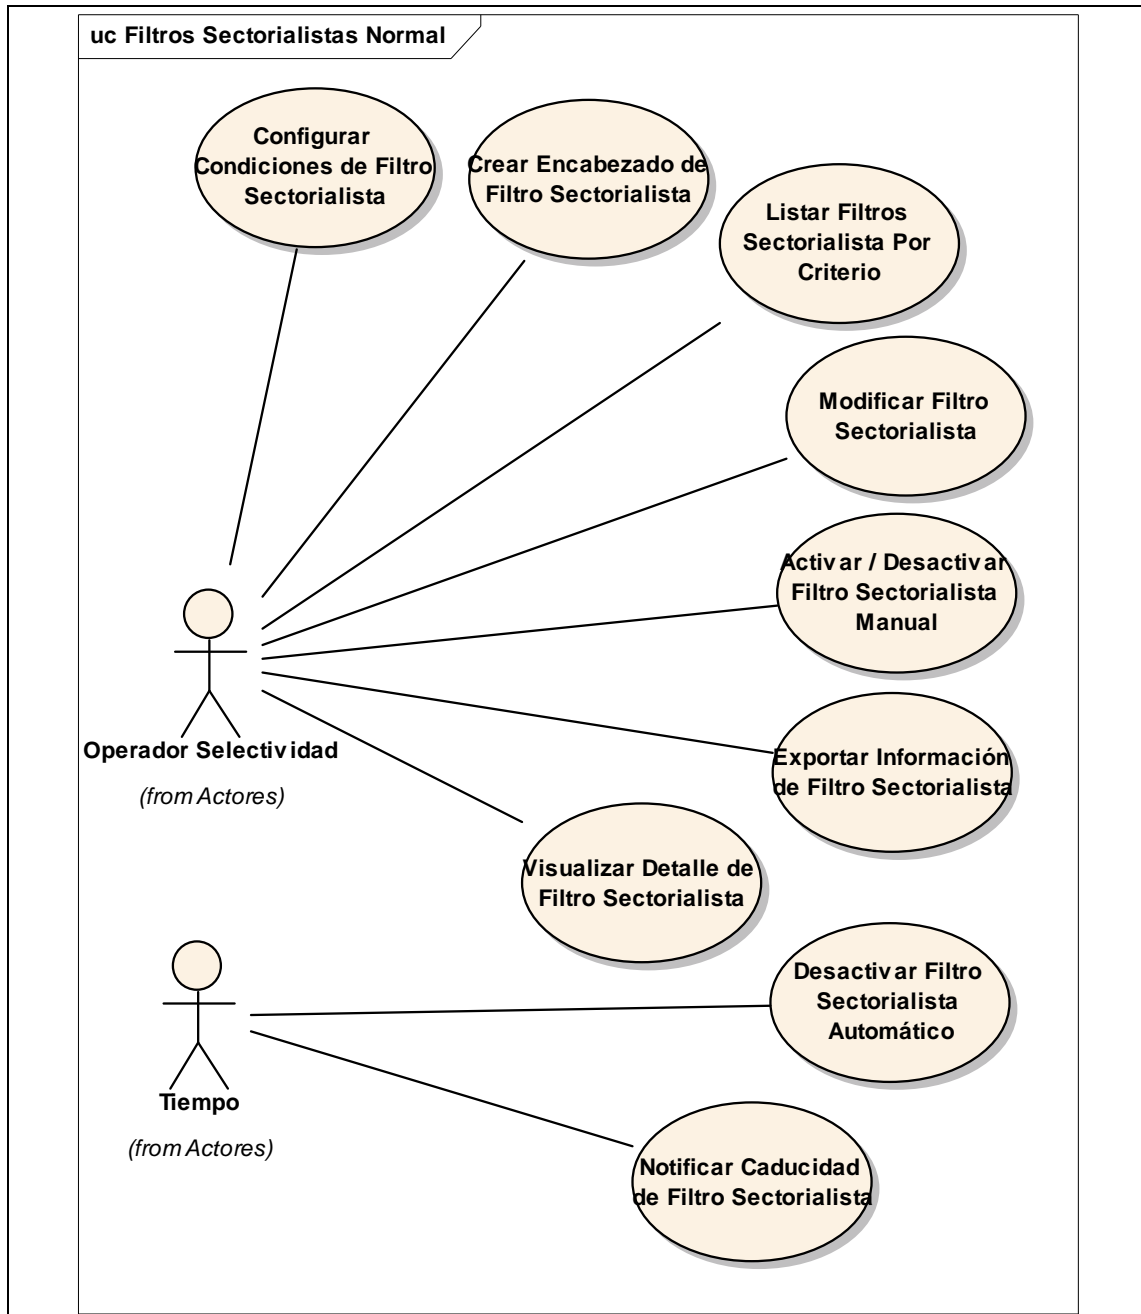 uc Filtros Sectorialistas Normal
Configurar
Condiciones de Filtro
Sectorialista
Crear Encabezado de
Filtro Sectorialista
Listar Filtros
Sectorialista Por
Criterio
Modificar Filtro
Sectorialista
Activar / Desactivar
Filtro Sectorialista
Manual
Operador Selectividad
(from Actores)
Exportar Información
de Filtro Sectorialista
Visualizar Detalle de
Filtro Sectorialista
Desactivar Filtro
Sectorialista
Automático
Tiempo
(from Actores)
Notificar Caducidad
de Filtro Sectorialista